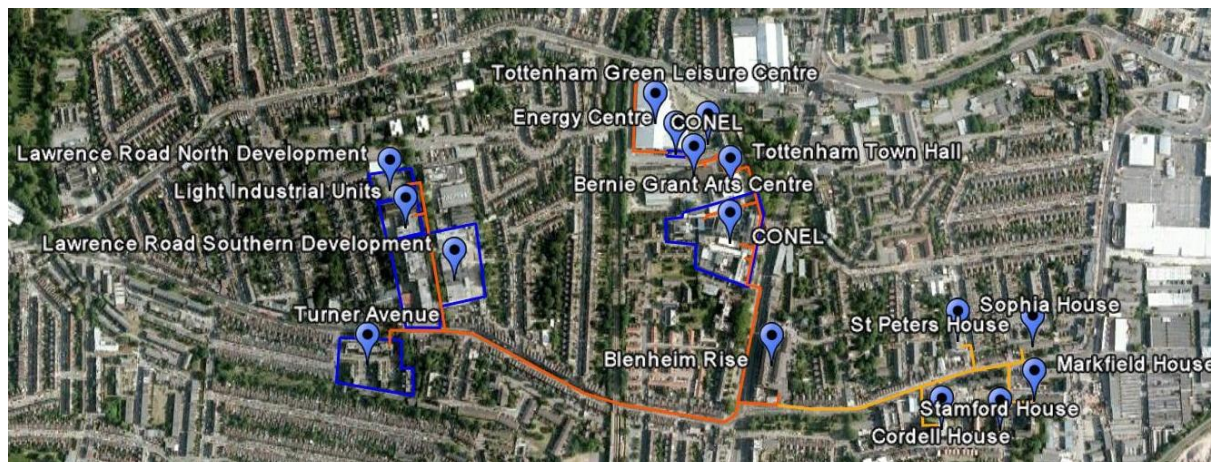 Tottenham Green Leisure Centre
Energy Centre
CONEL
Lawrence Road North Development
Tottenham Town Hall
Light Industrial Units
Bernie Grant Arts Centre
CONEL
Lawrence Road Southern Development
Turner Avenue
Sophia House
St Peters House
Blenheim Rise
Markfield House
Stamford House
Cordell House